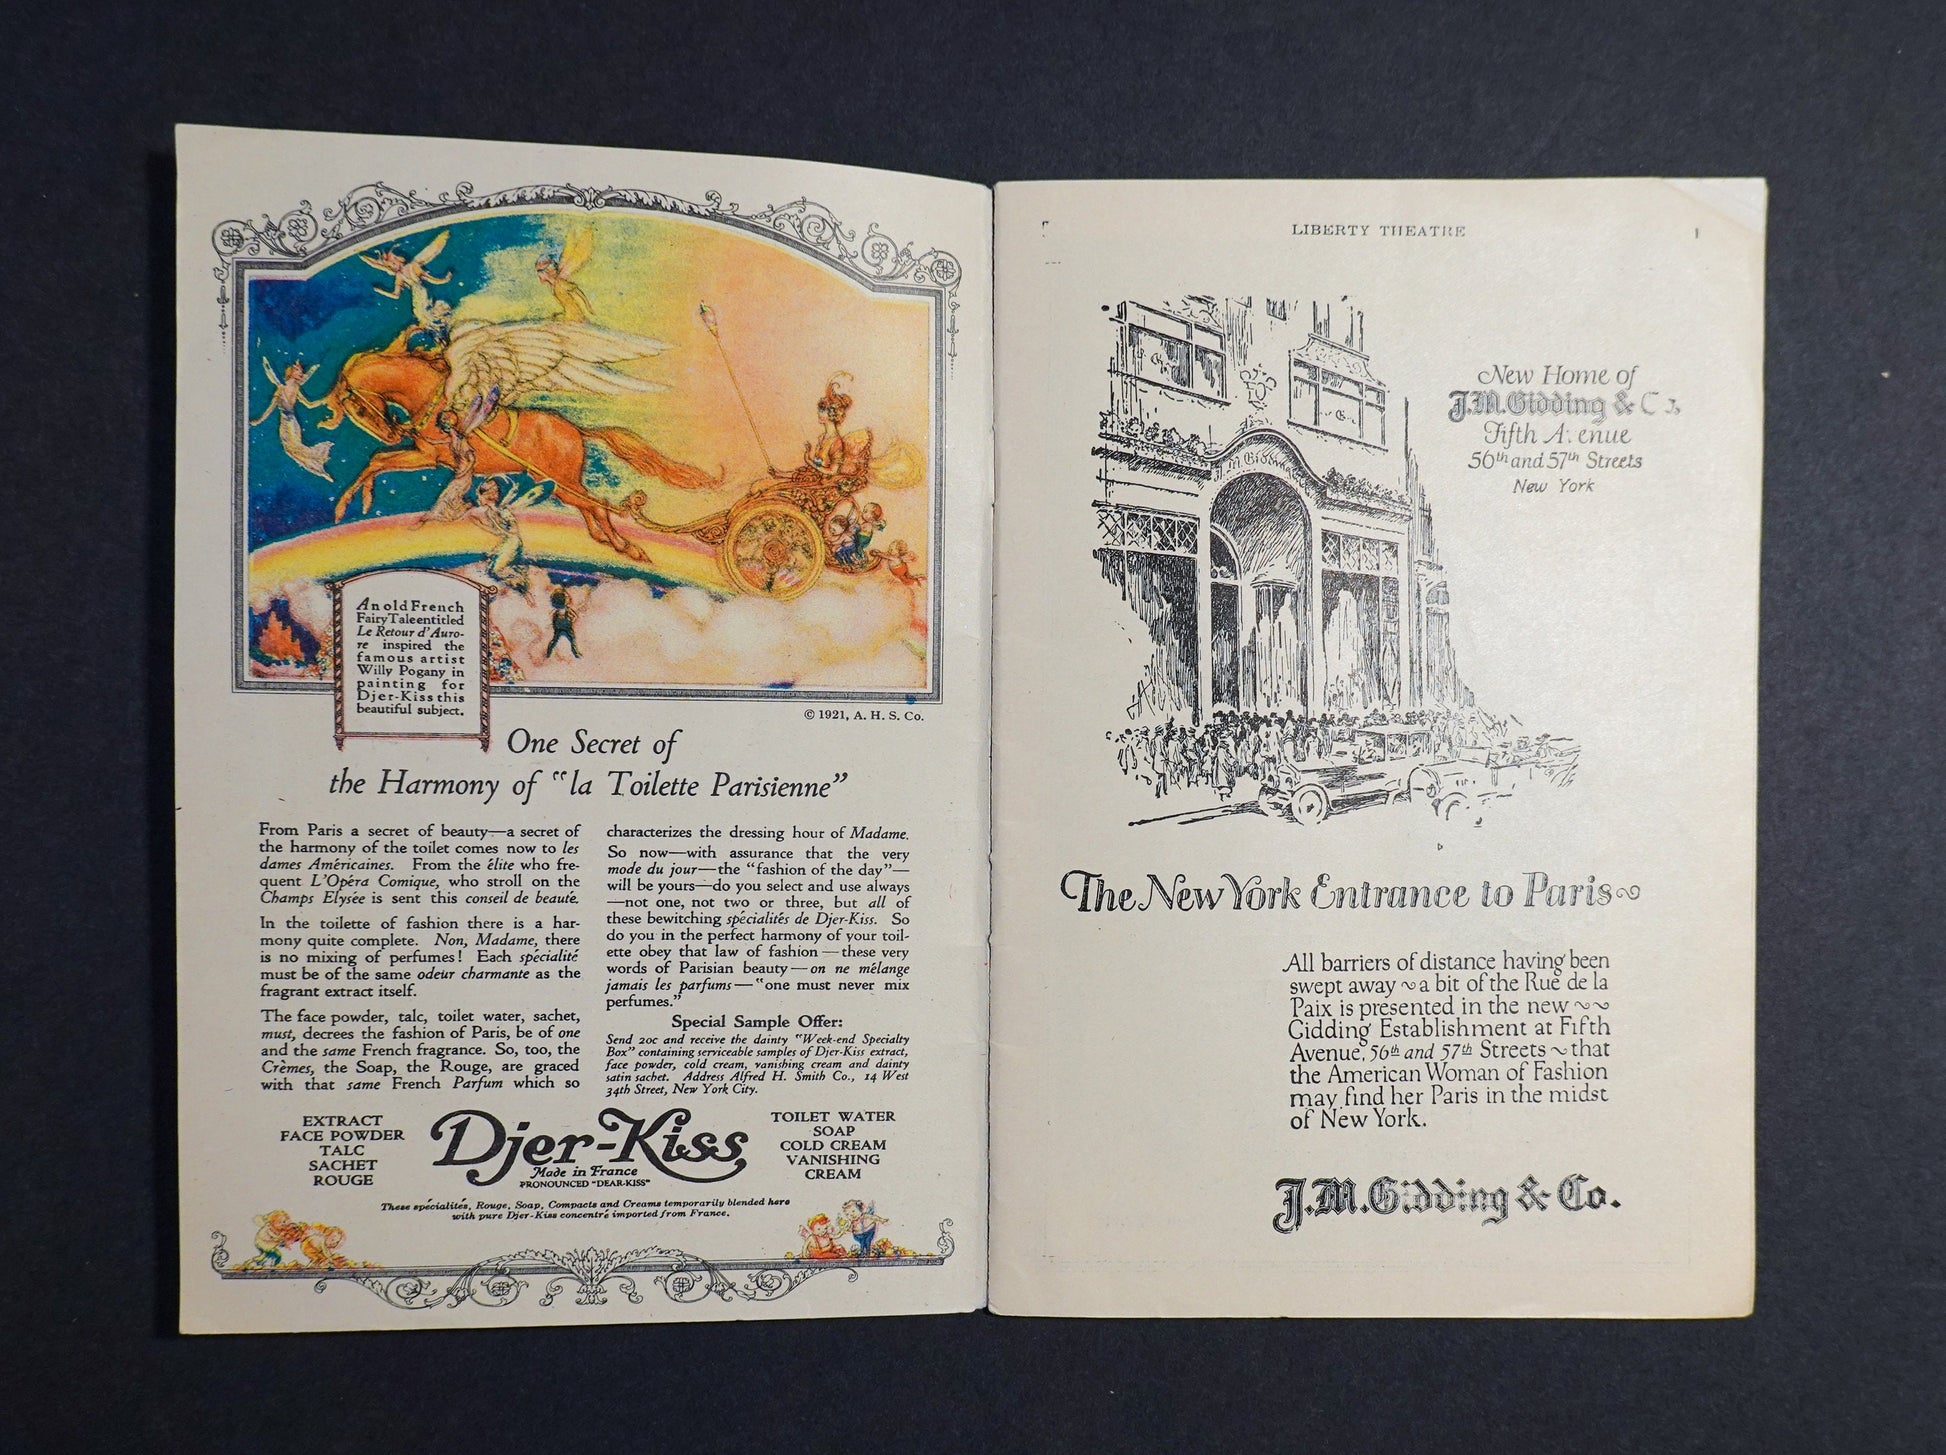 An old French
Fairy Tale entitled
Le Retour d'Auro-
re inspired the
famous artist
Willy Pogany in
painting for
Djer-Kiss this
beautiful subject.
© 1921, A. H. S. Co.
One Secret of
the Harmony of "la Toilette Parisienne"
From Paris a secret of beauty—a secret of
the harmony of the toilet comes now to les
dames Américaines. From the élite who fre-
quent L'Opéra Comique, who stroll on the
Champs Elysée is sent this conseil de beauté.
In the toilette of fashion there is a har-
mony quite complete. Non, Madame, there
is no mixing of perfumes! Each spécialité
must be of the same odeur charmante as the
fragrant extract itself.
The face powder, talc, toilet water, sachet,
must, decrees the fashion of Paris, be of one
and the same French fragrance. So, too, the
Crèmes, the Soap, the Rouge, are graced
with that same French Parfum which so
characterizes the dressing hour of Madame.
So now—with assurance that the very
mode du jour—the "fashion of the day"—
will be yours—do you select and use always
—not one, not two or three, but all of
these bewitching spécialités de Djer-Kiss. So
do you in the perfect harmony of your toil-
ette obey that law of fashion—these very
words of Parisian beauty—on ne mélange
jamais les parfums—"one must never mix
perfumes."
Special Sample Offer:
Send 20c and receive the dainty "Week-end Specialty
Box" containing serviceable samples of Djer-Kiss extract,
face powder, cold cream, vanishing cream and dainty
satin sachet. Address Alfred H. Smith Co., 14 West
34th Street, New York City.
EXTRACT
FACE POWDER
TALC
SACHET
ROUGE
Djer-Kiss
Made in France
PRONOUNCED "DEAR-KISS"
TOILET WATER
SOAP
COLD CREAM
VANISHING
CREAM
These spécialités, Rouge, Soap, Compacts and Creams temporarily blended here
with pure Djer-Kiss concentré imported from France.
LIBERTY THEATRE
J. M. Gidding
New Home of
J.M. Gidding & Co.
Fifth Avenue
56th and 57th Streets
New York
The New York Entrance to Paris
All barriers of distance having been
swept away ~ a bit of the Rue de la
Paix is presented in the new ~~
Gidding Establishment at Fifth
Avenue, 56th and 57th Streets ~ that
the American Woman of Fashion
may find her Paris in the midst
of New York.
J.M. Gidding & Co.